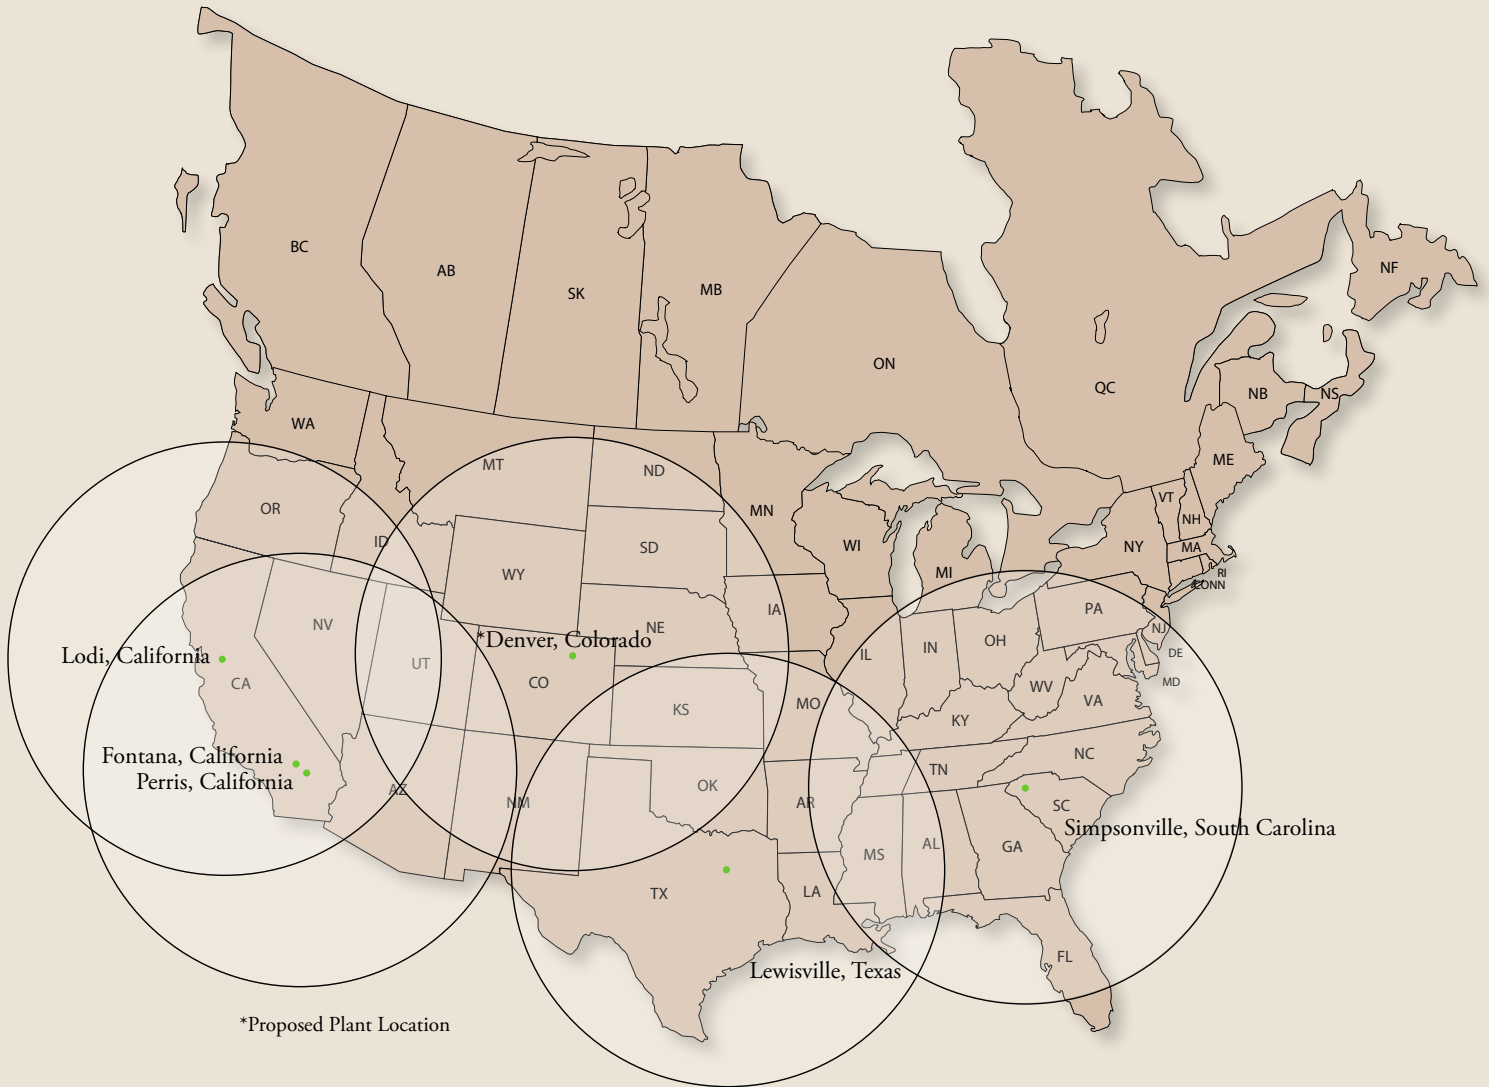 BC
AB
SK
MB
ON
QC
NF
NB
NS
WA
MT
ND
MN
ME
VT
NH
OR
ID
SD
WI
MI
NY
MA
RI
CONN
WY
IA
NE
PA
NJ
DE
MD
NV
UT
*Denver, Colorado
IL
IN
OH
WV
VA
Lodi, California
CA
CO
KS
MO
KY
NC
Fontana, California
Perris, California
AZ
NM
OK
AR
TN
SC
Simpsonville, South Carolina
MS
AL
GA
TX
LA
FL
Lewisville, Texas
*Proposed Plant Location